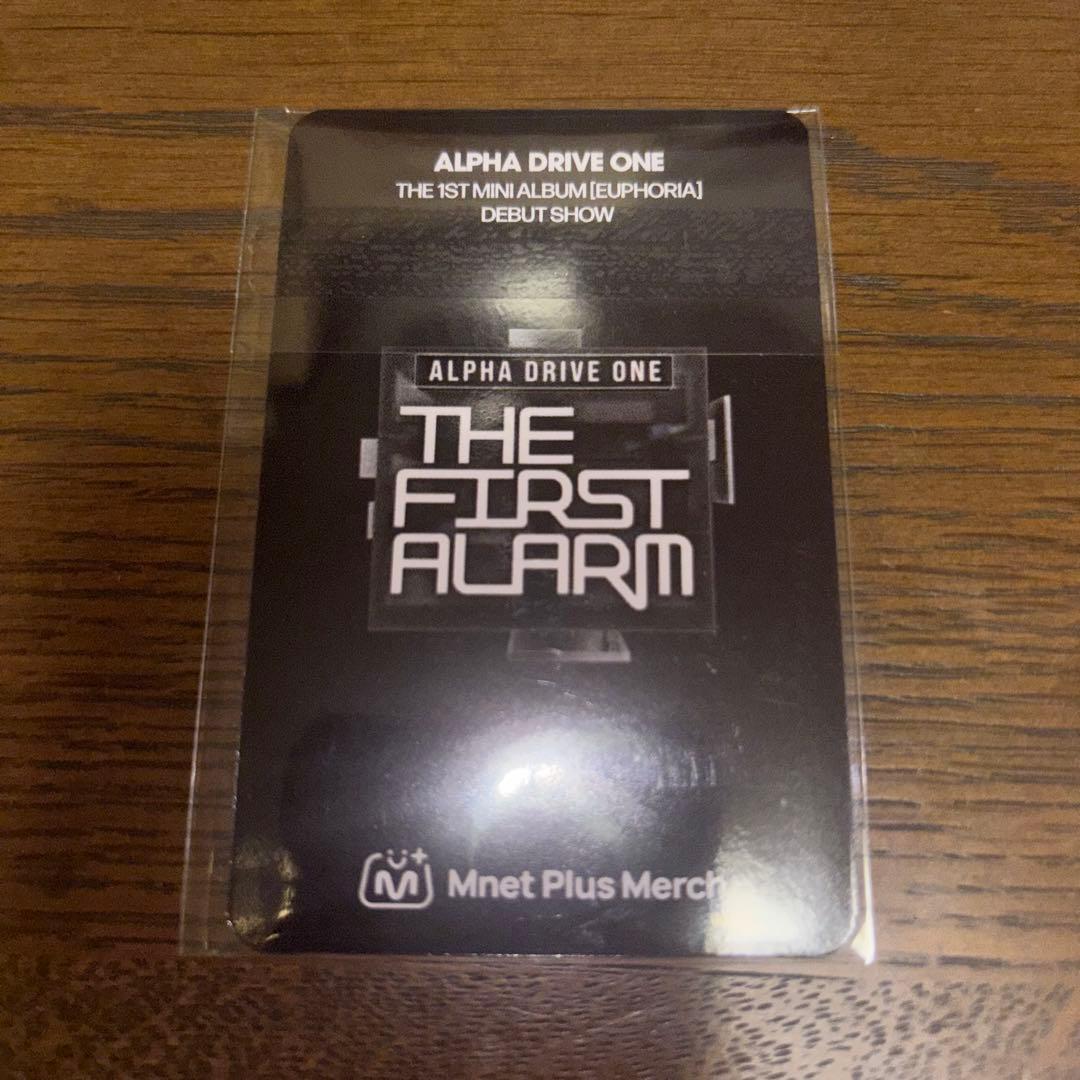 ALPHA DRIVE ONE
THE 1ST MINI ALBUM [EUPHORIA]
DEBUT SHOW
ALPHA DRIVE ONE
THE
FIRST
ALARM
M Mnet Plus Merch